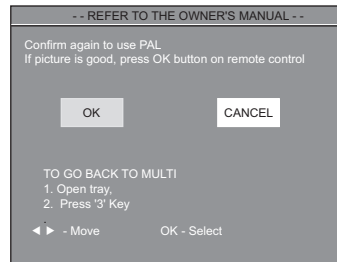 - - REFER TO THE OWNER'S MANUAL - -
Confirm again to use PAL
If picture is good, press OK button on remote control
OK CANCEL
TO GO BACK TO MULTI
1. Open tray,
2. Press '3' Key
.
◄ ► - Move OK - Select